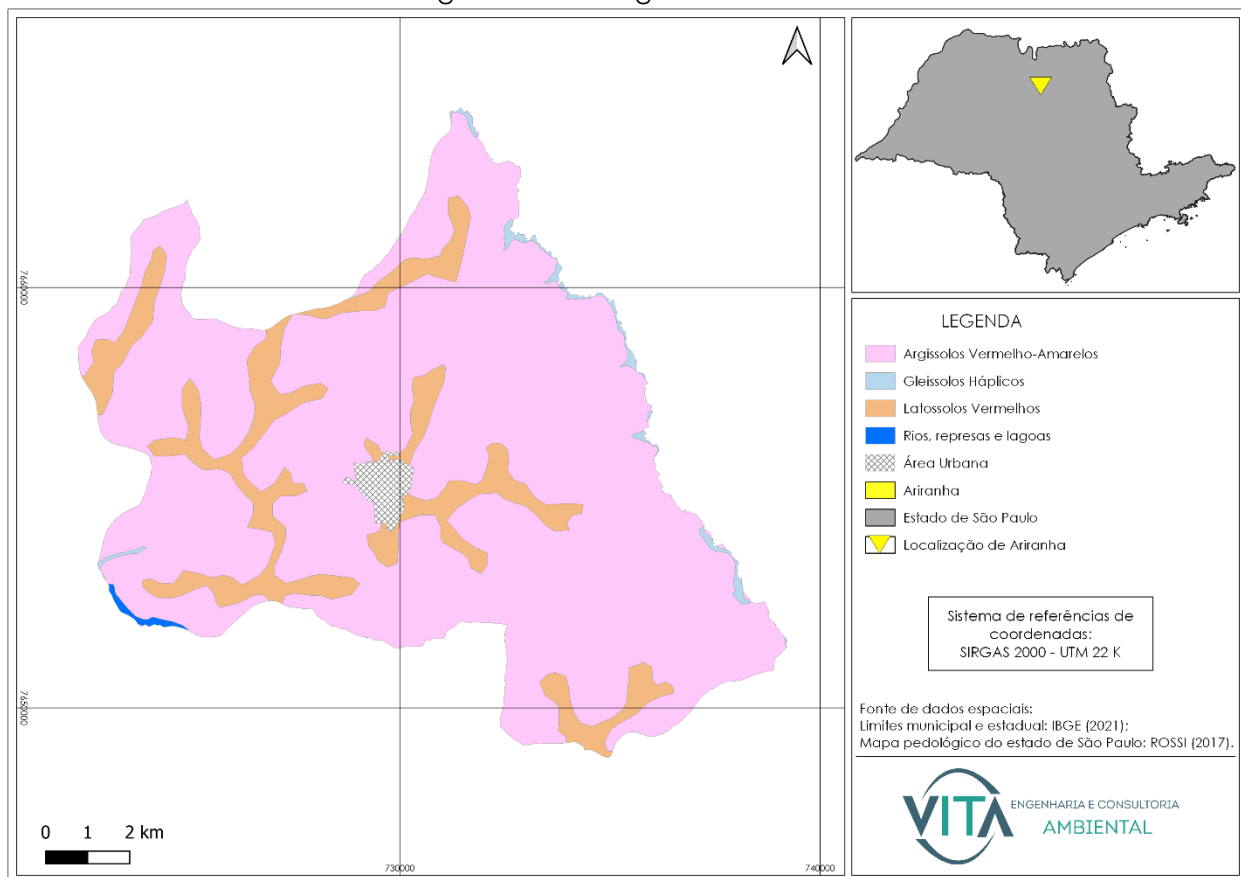 7660000
7650000
730000
740000
0 1 2 km
LEGENDA
Argissolos Vermelho-Amarelos
Gleissolos Háplicos
Latossolos Vermelhos
Rios, represas e lagoas
Área Urbana
Ariranha
Estado de São Paulo
Localização de Ariranha
Sistema de referências de
coordenadas:
SIRGAS 2000 - UTM 22 K
Fonte de dados espaciais:
Limites municipal e estadual: IBGE (2021);
Mapa pedológico do estado de São Paulo: ROSSI (2017).
VITA ENGENHARIA E CONSULTORIA
AMBIENTAL